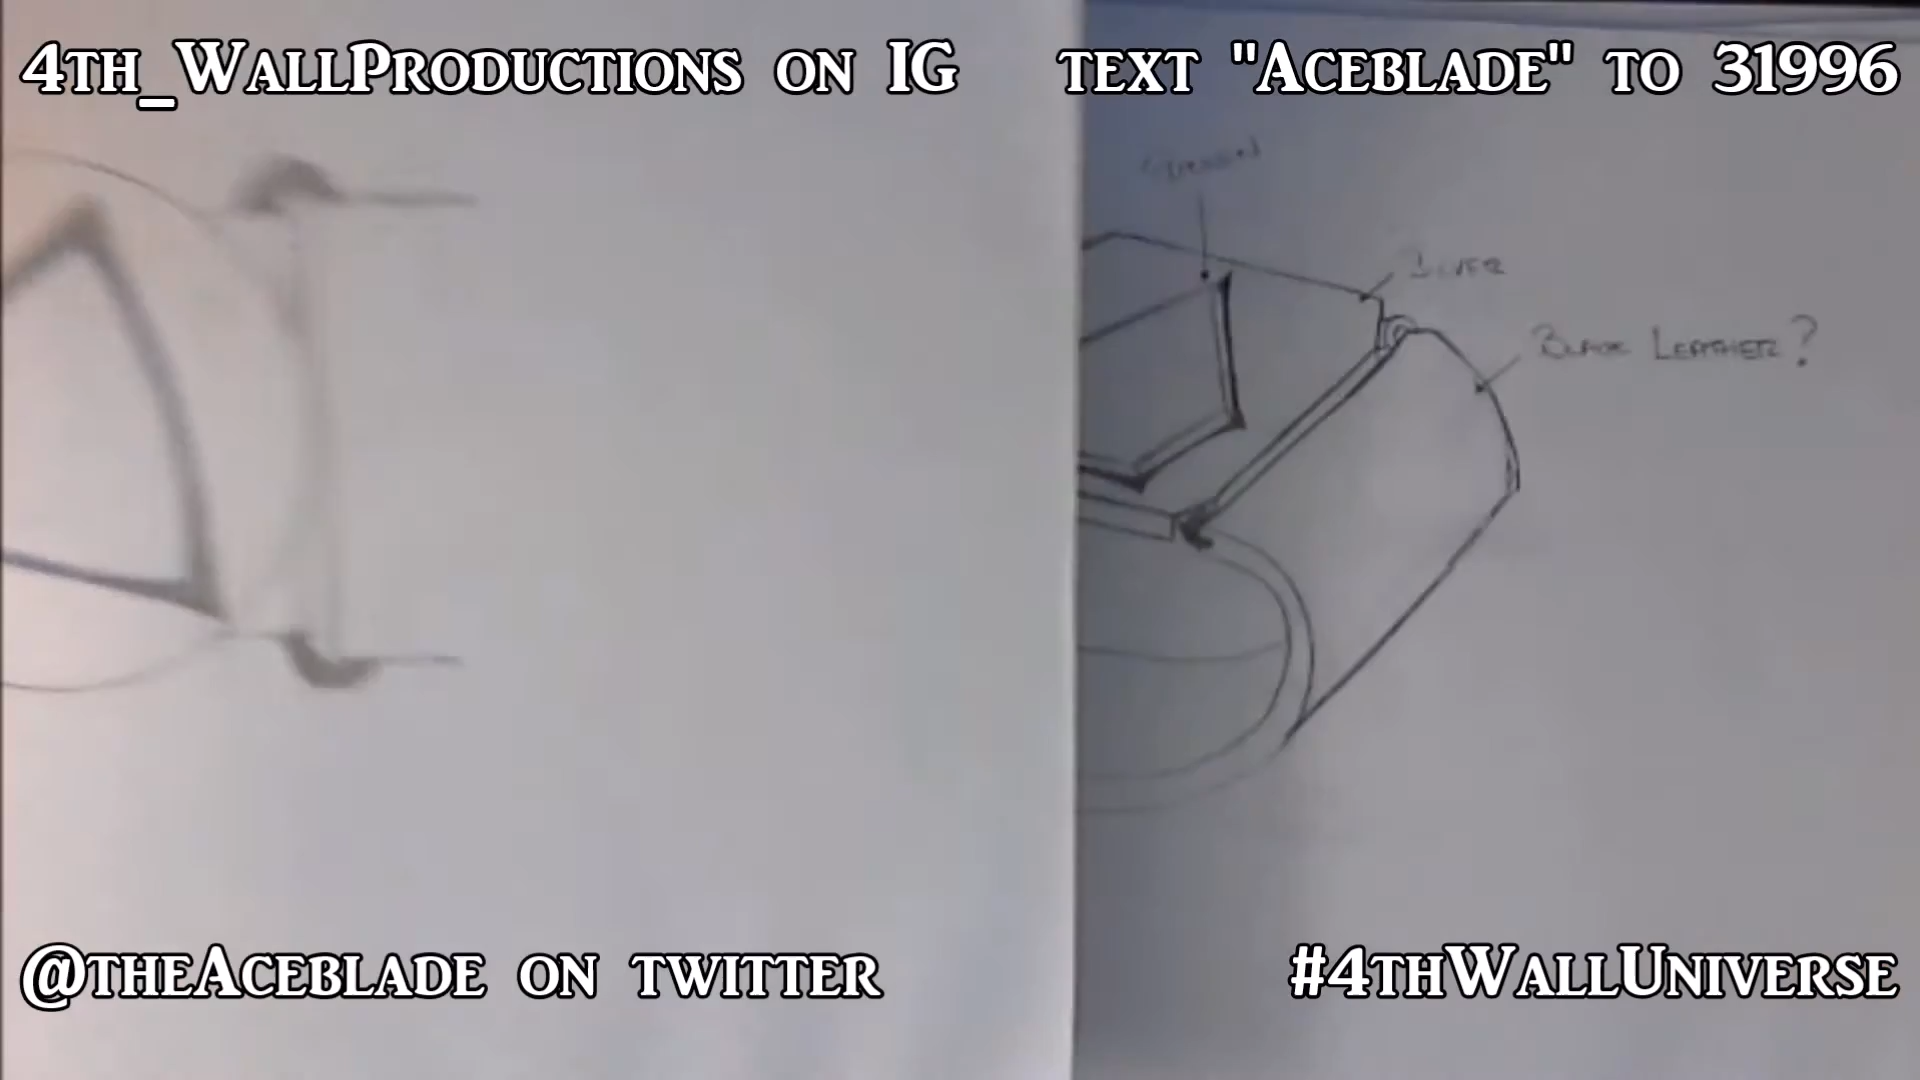 4th_WallProductions on IG
text "Aceblade" to 31996
Black Leather?
@theAceblade on twitter
#4thWallUniverse